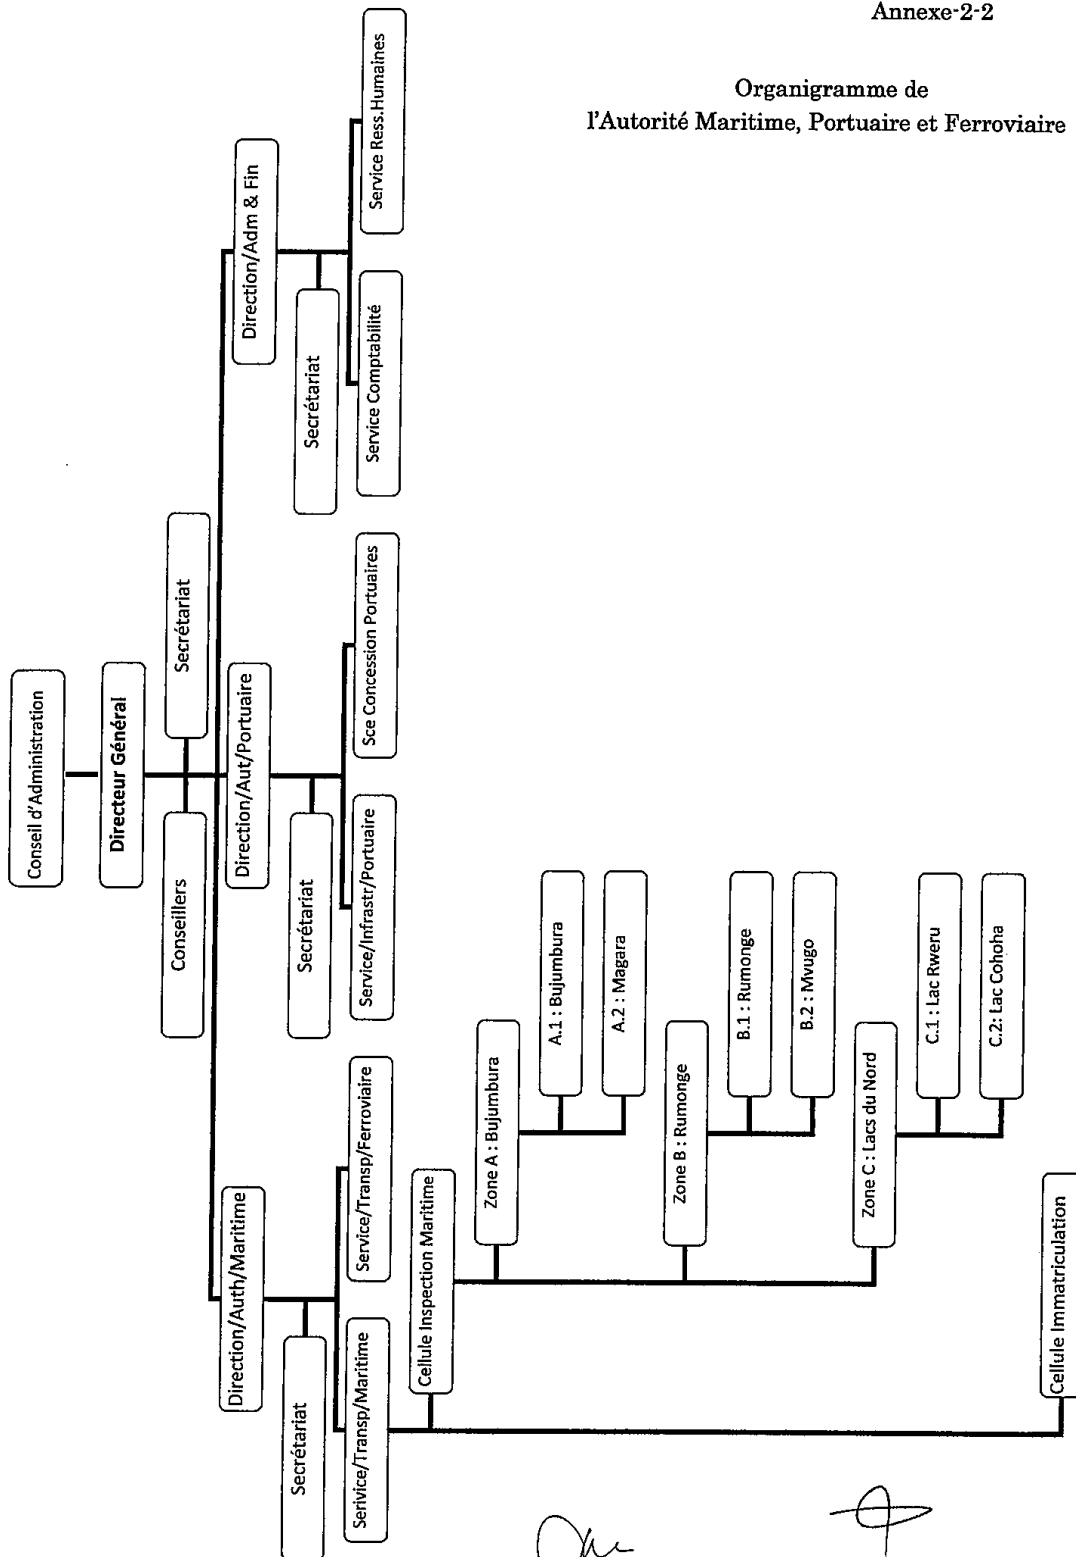 Annexe-2-2
Organigramme de
l'Autorité Maritime, Portuaire et Ferroviaire
Conseil d'Administration
Directeur Général
Conseillers
Secrétariat
Direction/Auth/Maritime
Direction/Aut/Portuaire
Direction/Adm & Fin
Secrétariat
Secrétariat
Secrétariat
Serivice/Transp/Maritime
Service/Transp/Ferroviaire
Service/Infrastr/Portuaire
Sce Concession Portuaires
Service Comptabilité
Service Ress.Humaines
Cellule Inspection Maritime
Zone A : Bujumbura
A.1 : Bujumbura
A.2 : Magara
Zone B : Rumonge
B.1 : Rumonge
B.2 : Mvugo
Zone C : Lacs du Nord
C.1 : Lac Rweru
C.2: Lac Cohoha
Cellule Immatriculation